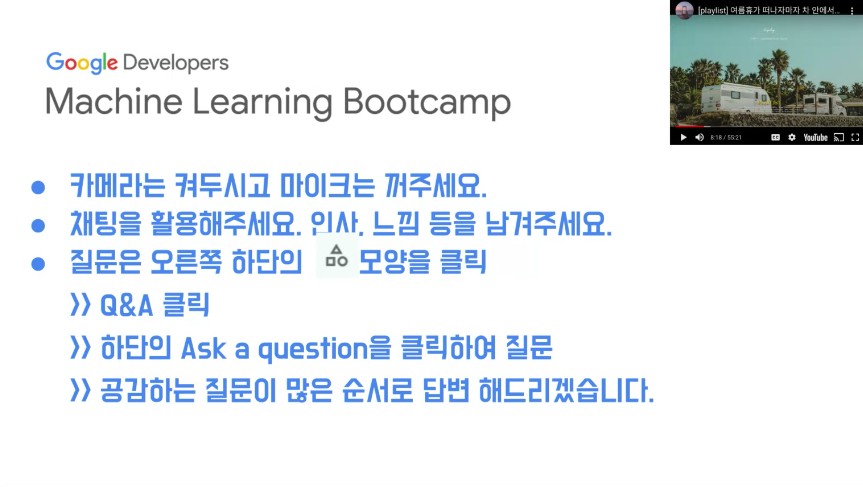 Google Developers
Machine Learning Bootcamp
[playlist] 여름휴가 떠나자마자 차 안에서...
8:18 / 55:21
YouTube
● 카메라는 켜두시고 마이크는 꺼주세요.
● 채팅을 활용해주세요. 인사, 느낌 등을 남겨주세요.
● 질문은 오른쪽 하단의 모양을 클릭
>> Q&A 클릭
>> 하단의 Ask a question을 클릭하여 질문
>> 공감하는 질문이 많은 순서로 답변 해드리겠습니다.